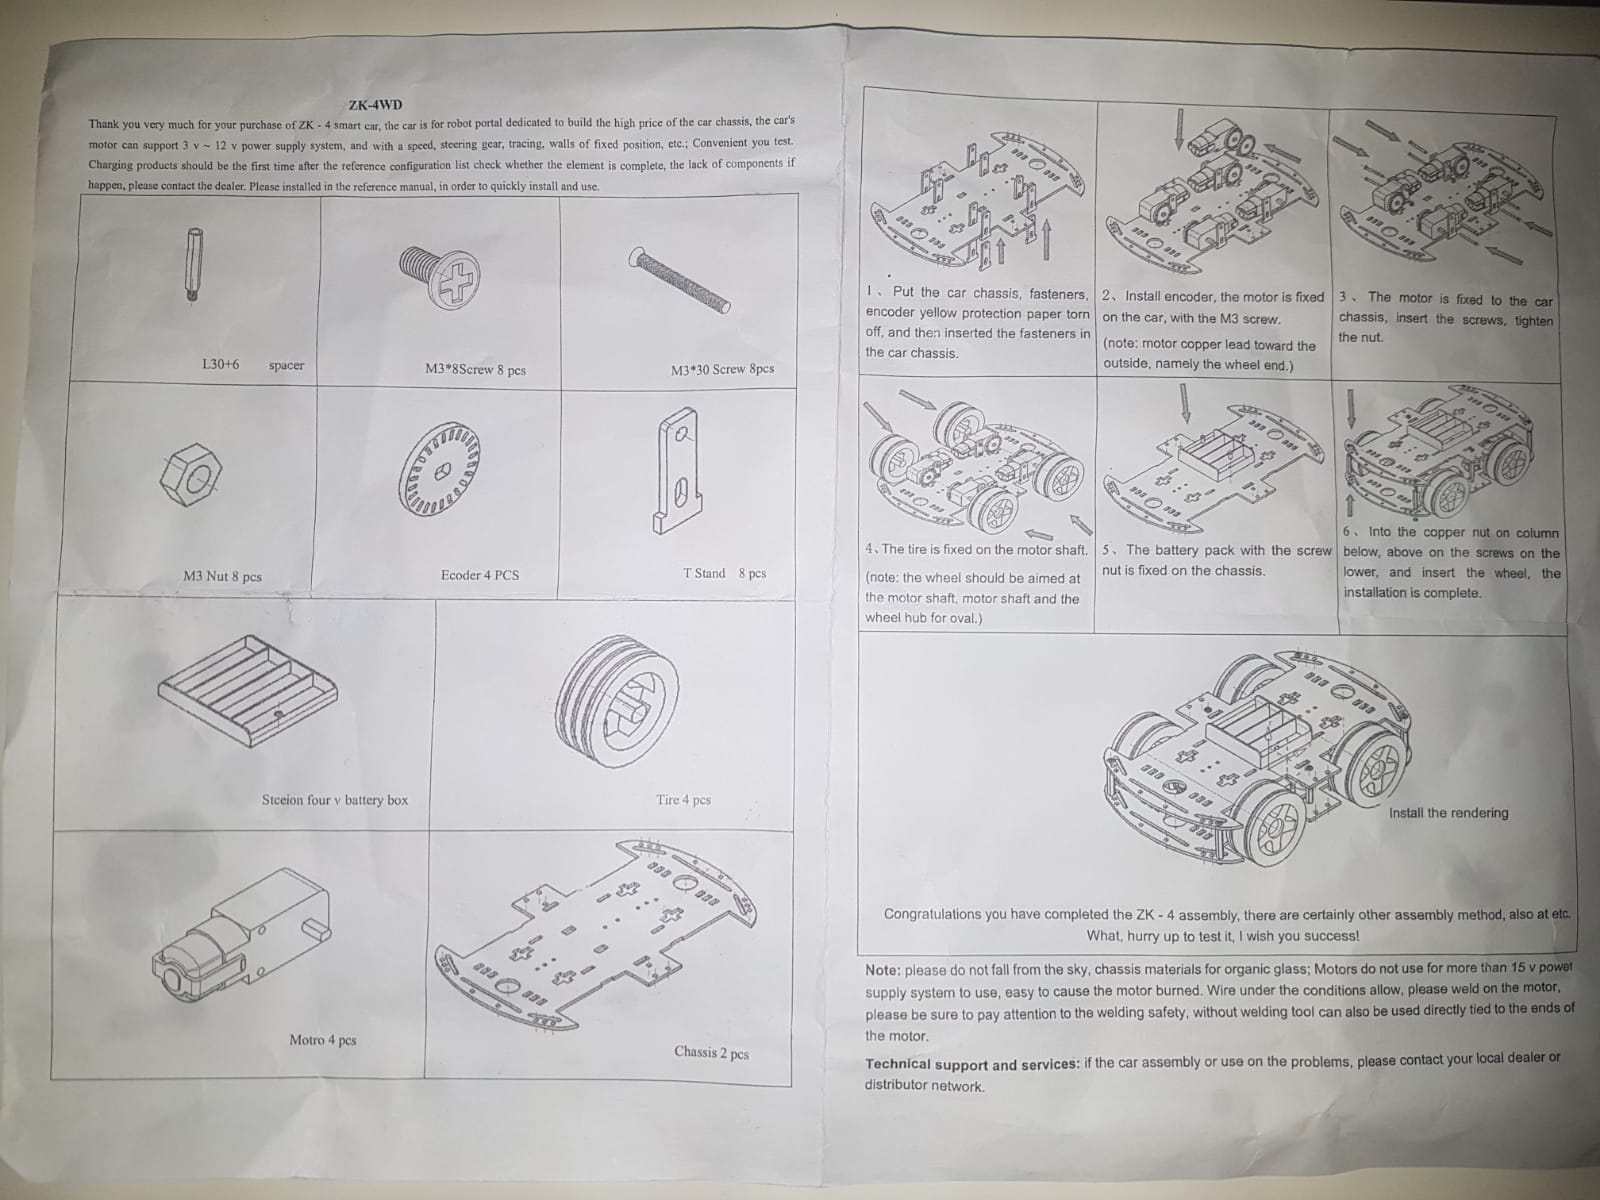 ZK-4WD
Thank you very much for your purchase of ZK - 4 smart car, the car is for robot portal dedicated to build the high price of the car chassis, the car's
motor can support 3 v ~ 12 v power supply system, and with a speed, steering gear, tracing, walls of fixed position, etc.; Convenient you test.
Charging products should be the first time after the reference configuration list check whether the element is complete, the lack of components if
happen, please contact the dealer. Please installed in the reference manual, in order to quickly install and use.
L30+6 spacer
M3*8Screw 8 pcs
M3*30 Screw 8pcs
M3 Nut 8 pcs
Ecoder 4 PCS
T Stand 8 pcs
Stceion four v battery box
Tire 4 pcs
Motro 4 pcs
Chassis 2 pcs
1、Put the car chassis, fasteners,
encoder yellow protection paper torn
off, and then inserted the fasteners in
the car chassis.
2、Install encoder, the motor is fixed
on the car, with the M3 screw.
(note: motor copper lead toward the
outside, namely the wheel end.)
3、The motor is fixed to the car
chassis, insert the screws, tighten
the nut.
4、The tire is fixed on the motor shaft.
(note: the wheel should be aimed at
the motor shaft, motor shaft and the
wheel hub for oval.)
5、The battery pack with the screw
nut is fixed on the chassis.
6、Into the copper nut on column
below, above on the screws on the
lower, and insert the wheel, the
installation is complete.
Install the rendering
Congratulations you have completed the ZK - 4 assembly, there are certainly other assembly method, also at etc.
What, hurry up to test it, I wish you success!
Note: please do not fall from the sky, chassis materials for organic glass; Motors do not use for more than 15 v power
supply system to use, easy to cause the motor burned. Wire under the conditions allow, please weld on the motor,
please be sure to pay attention to the welding safety, without welding tool can also be used directly tied to the ends of
the motor.
Technical support and services: if the car assembly or use on the problems, please contact your local dealer or
distributor network.